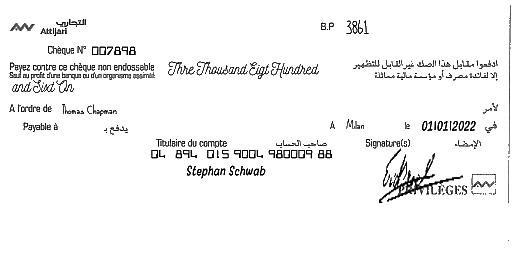 التجاري
Attijari
B.P 3861
Chèque N° 007898
Payez contre ce chèque non endossable
Sauf au profit d'une banque ou d'un organisme assimilé
Thre Thousand Eigt Hundred
ادفعوا مقابل هذا الصك غير القابل للتظهير
إلا لفائدة مصرف أو مؤسسة مالية مماثلة
and Sixt On
A l'ordre de Thomas Chapman
لأمر
Payable à يدفع بـ
A Milan le 01/01/2022 في
Titulaire du compte صاحب الحساب
Signature(s) الإمضاء
04 894 015 9004 980009 88
Stephan Schwab
PRIVILÈGES